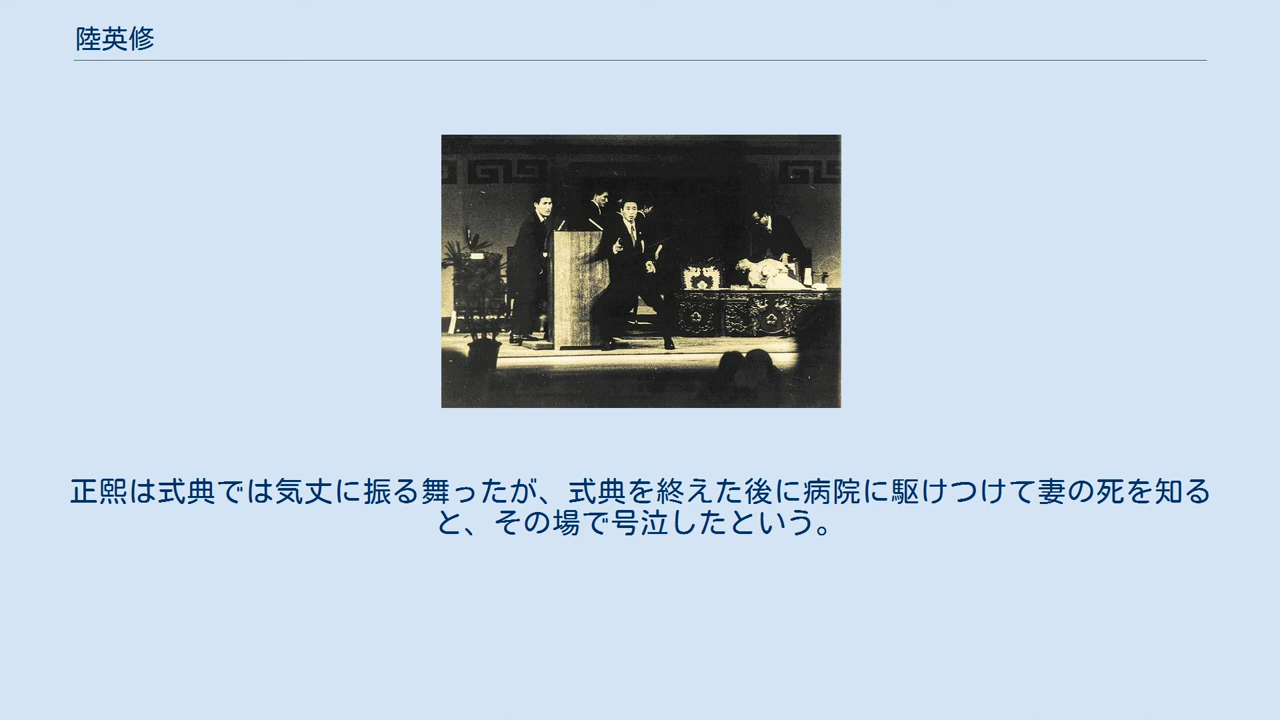 陸英修
正熙は式典では気丈に振る舞ったが、式典を終えた後に病院に駆けつけて妻の死を知る
と、その場で号泣したという。